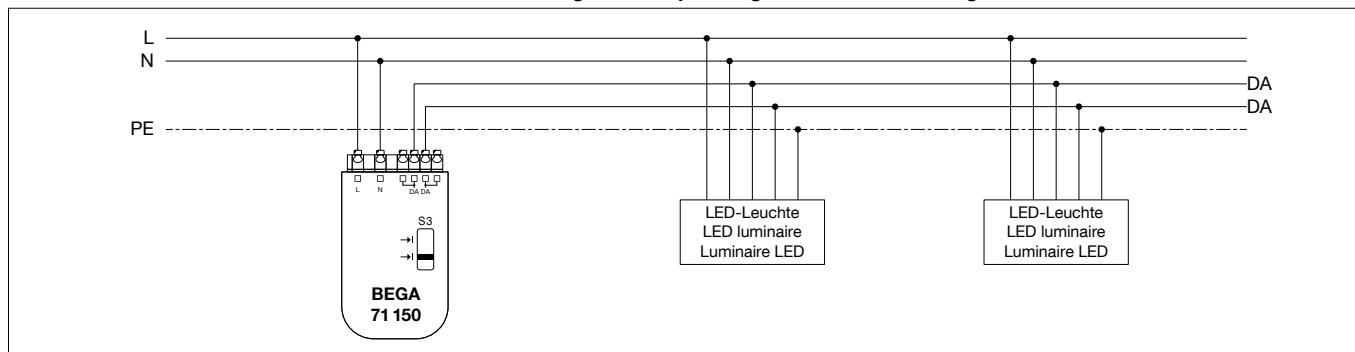 L
N
DA
DA
PE
L N DA DA
S3
BEGA
71 150
LED-Leuchte
LED luminaire
Luminaire LED
LED-Leuchte
LED luminaire
Luminaire LED